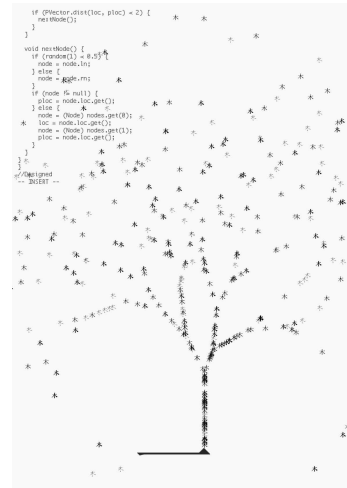 if (PVector.dist(loc, ploc) < 2) {
nextNode();
}
}
void nextNode() {
if (random(1) < 0.5) {
node = node.ln;
} else {
node = node.rn;
}
if (node != null) {
ploc = node.loc.get();
} else {
node = (Node) nodes.get(0);
loc = node.loc.get();
node = (Node) nodes.get(1);
ploc = node.loc.get();
}
}
}
-- INSERT --
木